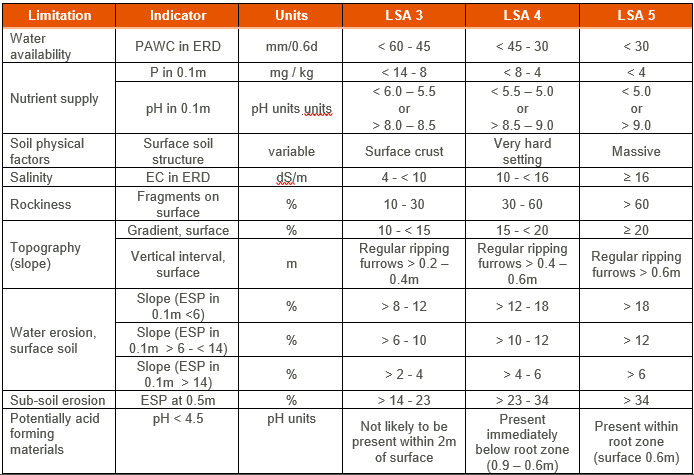 Limitation Indicator Units LSA 3 LSA 4 LSA 5
Water
availability
PAWC in ERD mm/0.6d < 60 - 45 < 45 - 30 < 30
Nutrient supply
P in 0.1m mg / kg < 14 - 8 < 8 - 4 < 4
pH in 0.1m pH units units
< 6.0 – 5.5
or
> 8.0 – 8.5
< 5.5 – 5.0
or
> 8.5 – 9.0
< 5.0
or
> 9.0
Soil physical
factors
Surface soil
structure
variable Surface crust
Very hard
setting
Massive
Salinity EC in ERD dS/m 4 - < 10 10 - < 16 ≥ 16
Rockiness
Fragments on
surface
% 10 - 30 30 - 60 > 60
Topography
(slope)
Gradient, surface % 10 - < 15 15 - < 20 ≥ 20
Vertical interval,
surface
m
Regular ripping
furrows > 0.2 –
0.4m
Regular ripping
furrows > 0.4 –
0.6m
Regular ripping
furrows > 0.6m
Water erosion,
surface soil
Slope (ESP in
0.1m <6)
% > 8 - 12 > 12 - 18 > 18
Slope (ESP in
0.1m > 6 - < 14)
% > 6 - 10 > 10 - 12 > 12
Slope (ESP in
0.1m > 14)
% > 2 - 4 > 4 - 6 > 6
Sub-soil erosion ESP at 0.5m % > 14 - 23 > 23 - 34 > 34
Potentially acid
forming
materials
pH < 4.5 pH units
Not likely to be
present within 2m
of surface
Present
immediately
below root zone
(0.9 – 0.6m)
Present within
root zone
(surface 0.6m)